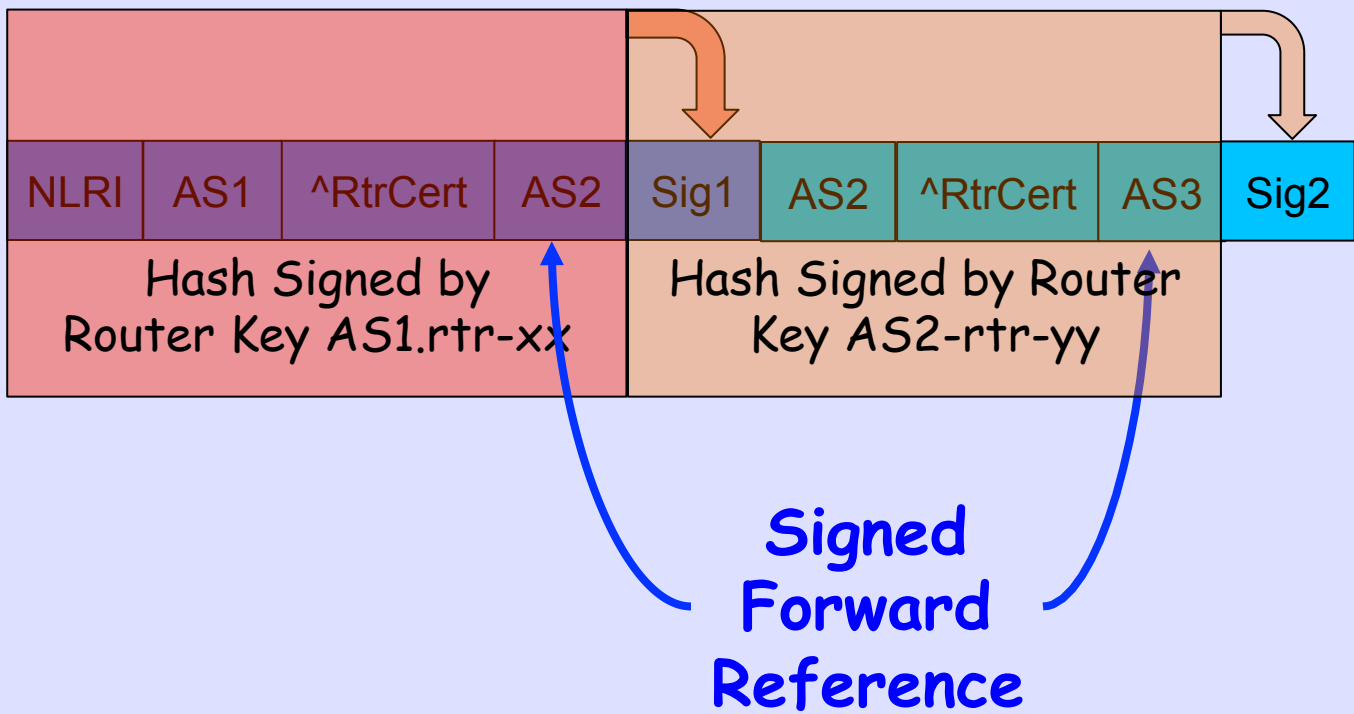 NLRI AS1 ^RtrCert AS2 Sig1 AS2 ^RtrCert AS3 Sig2
Hash Signed by
Router Key AS1.rtr-xx
Hash Signed by Router
Key AS2-rtr-yy
Signed
Forward
Reference